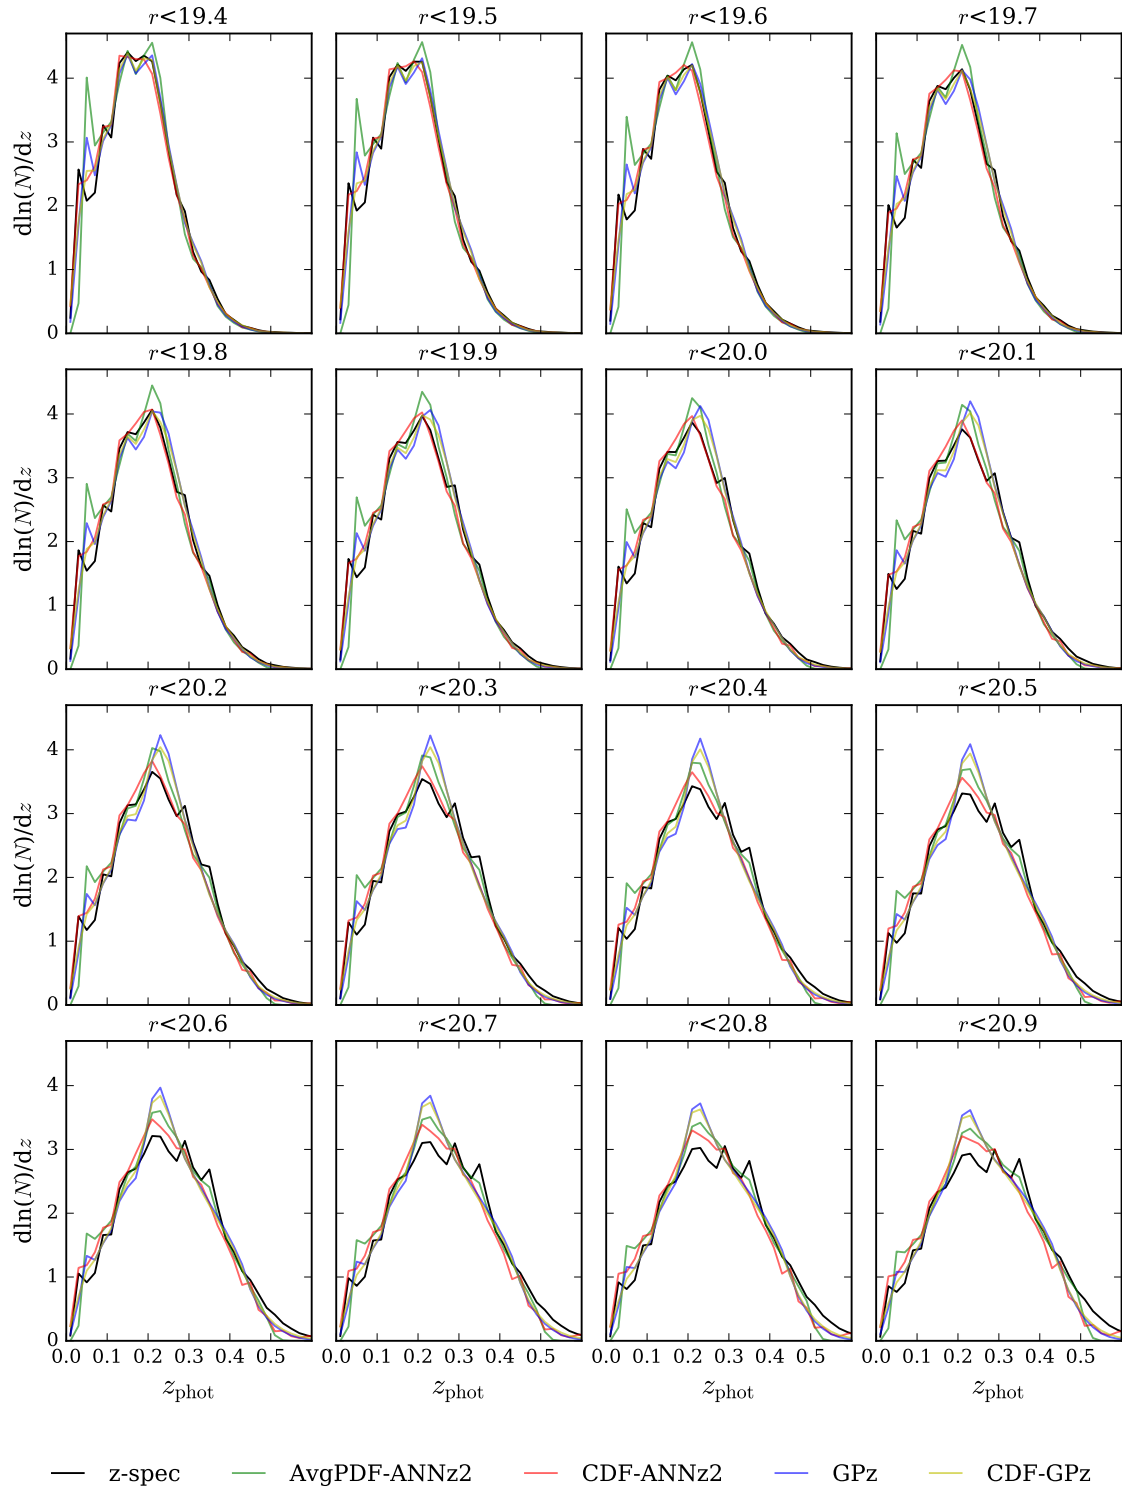 r<19.4 r<19.5 r<19.6 r<19.7
4
3
2
1
0
dln(N)/dz
r<19.8 r<19.9 r<20.0 r<20.1
4
3
2
1
0
dln(N)/dz
r<20.2 r<20.3 r<20.4 r<20.5
4
3
2
1
0
dln(N)/dz
r<20.6 r<20.7 r<20.8 r<20.9
4
3
2
1
0
dln(N)/dz
0.0 0.1 0.2 0.3 0.4 0.5 0.0 0.1 0.2 0.3 0.4 0.5 0.0 0.1 0.2 0.3 0.4 0.5 0.0 0.1 0.2 0.3 0.4 0.5
zphot zphot zphot zphot
z-spec AvgPDF-ANNz2 CDF-ANNz2 GPz CDF-GPz